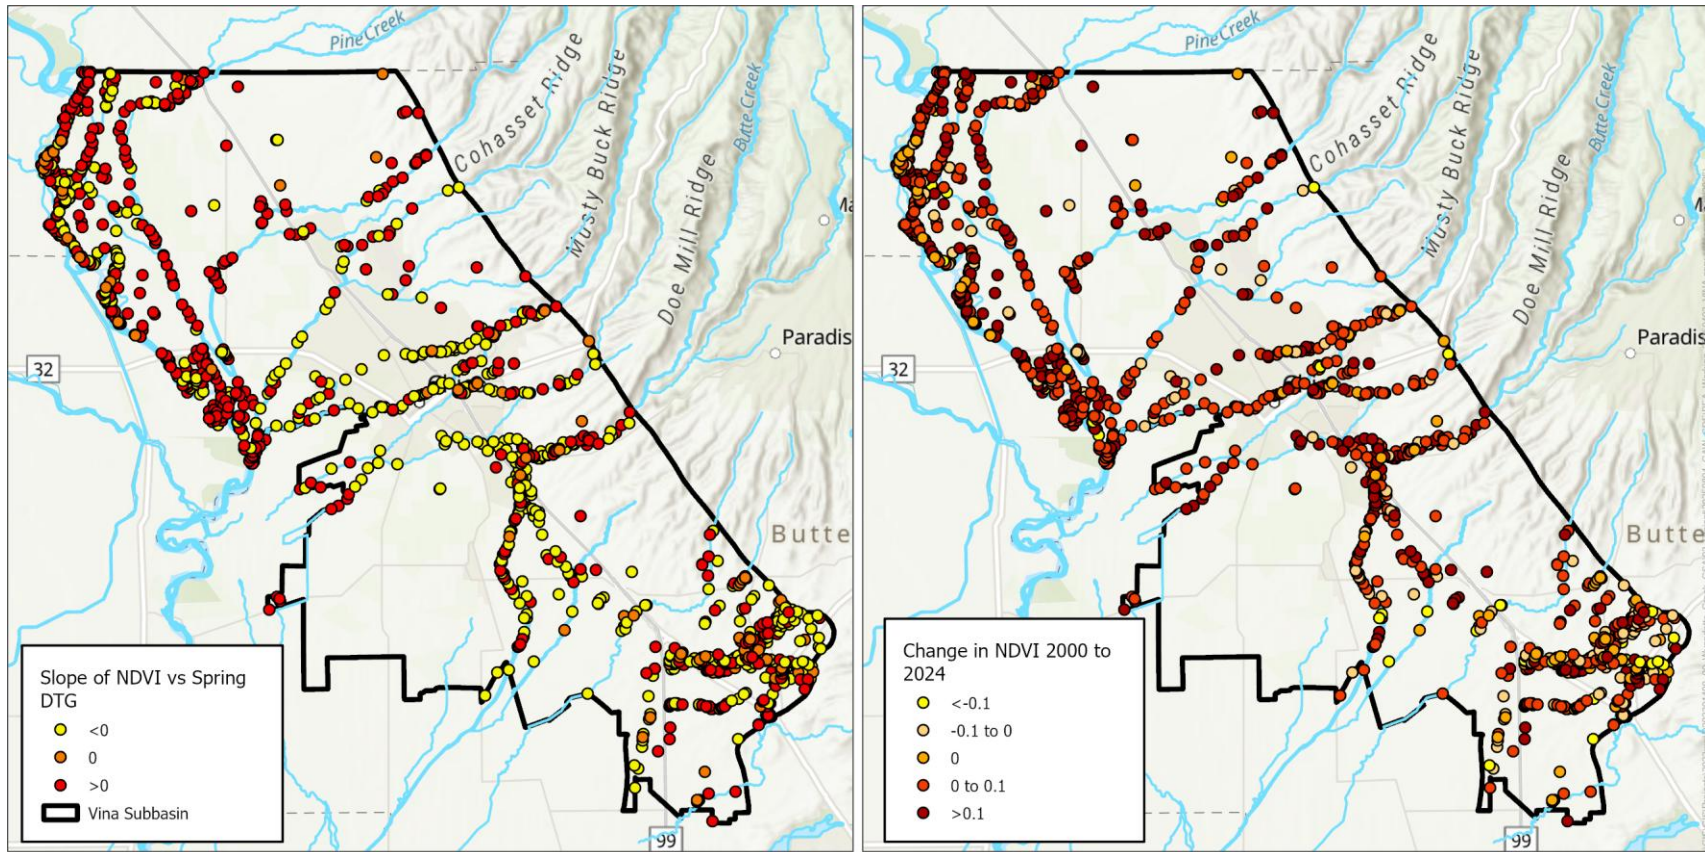 Pine Creek
Cohasset Ridge
Musty Buck Ridge
Butte Creek
Doe Mill Ridge
Ma
Paradis
32
Butte
99
Slope of NDVI vs Spring
DTG
<0
0
>0
Vina Subbasin
Pine Creek
Cohasset Ridge
Musty Buck Ridge
Butte Creek
Doe Mill Ridge
Ma
Paradis
32
Butte
99
Change in NDVI 2000 to
2024
<-0.1
-0.1 to 0
0
0 to 0.1
>0.1